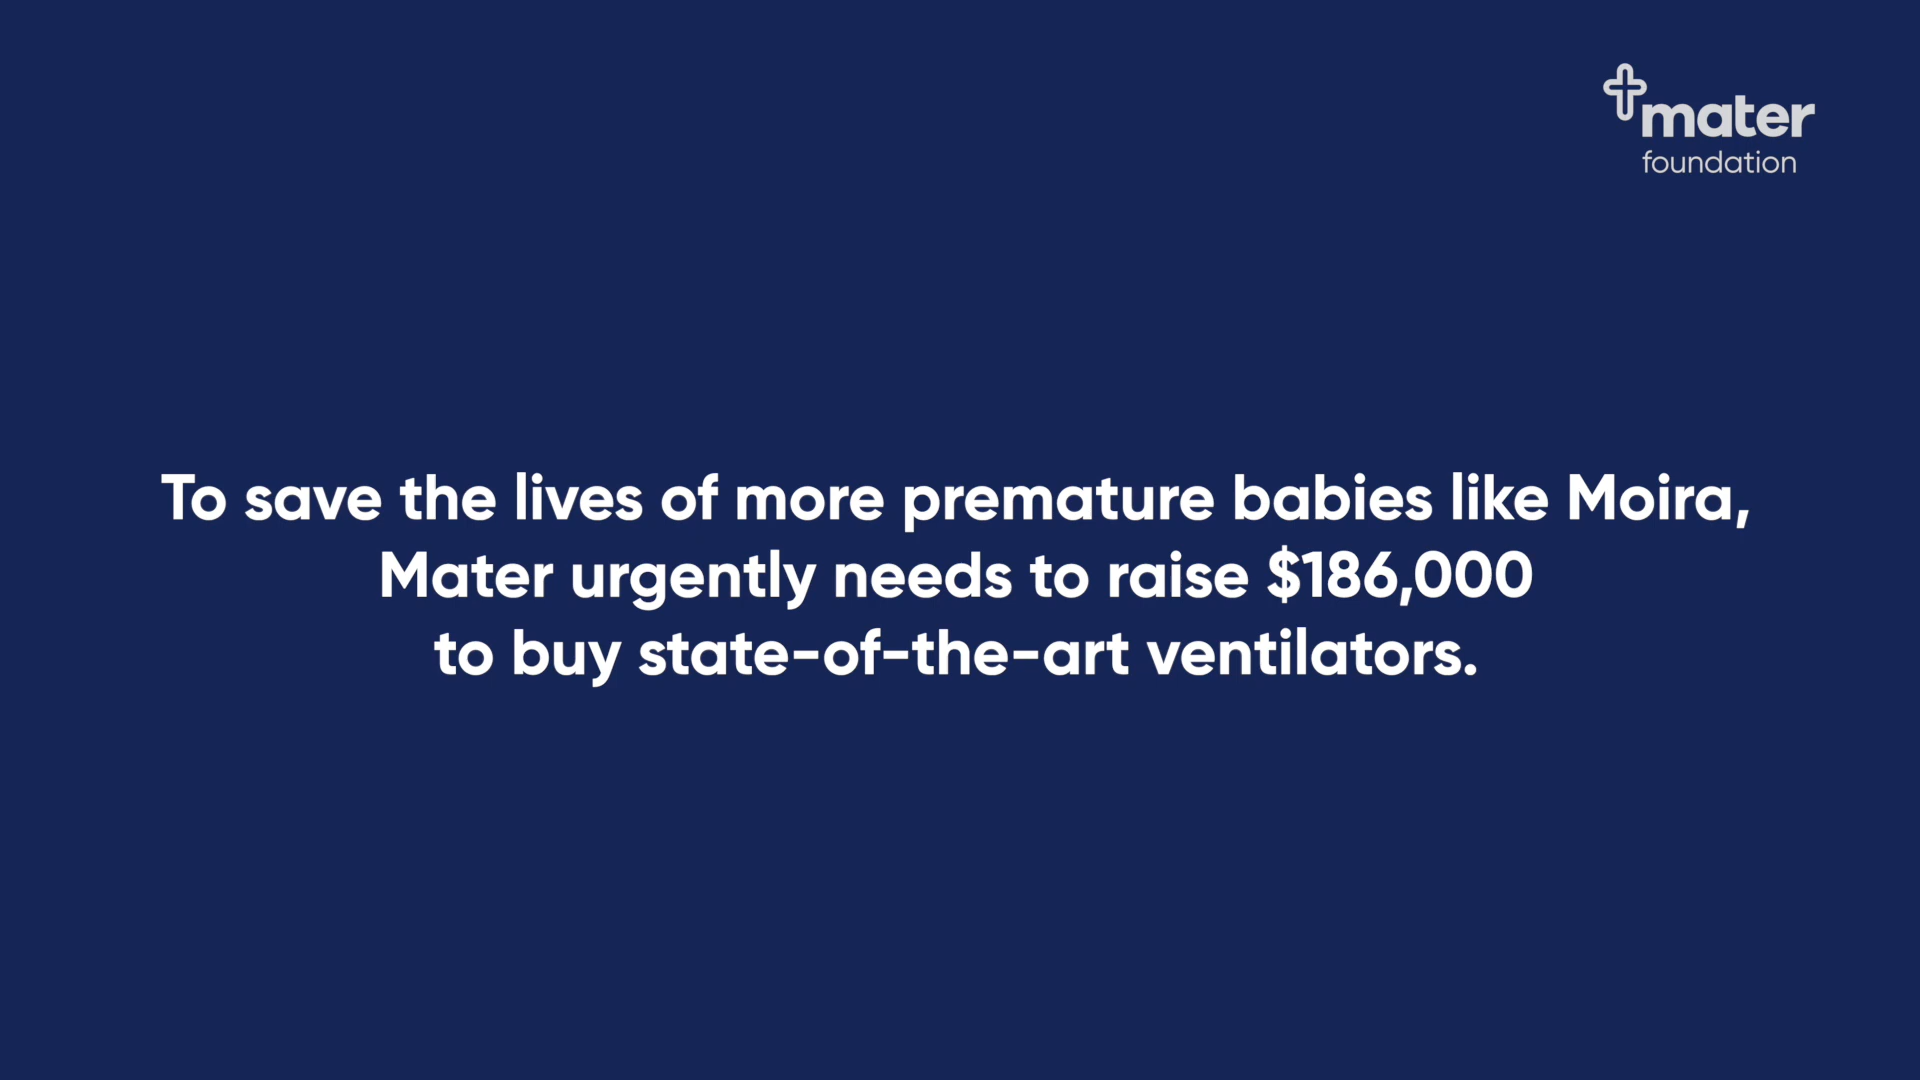 mater
foundation
To save the lives of more premature babies like Moira,
Mater urgently needs to raise $186,000
to buy state-of-the-art ventilators.